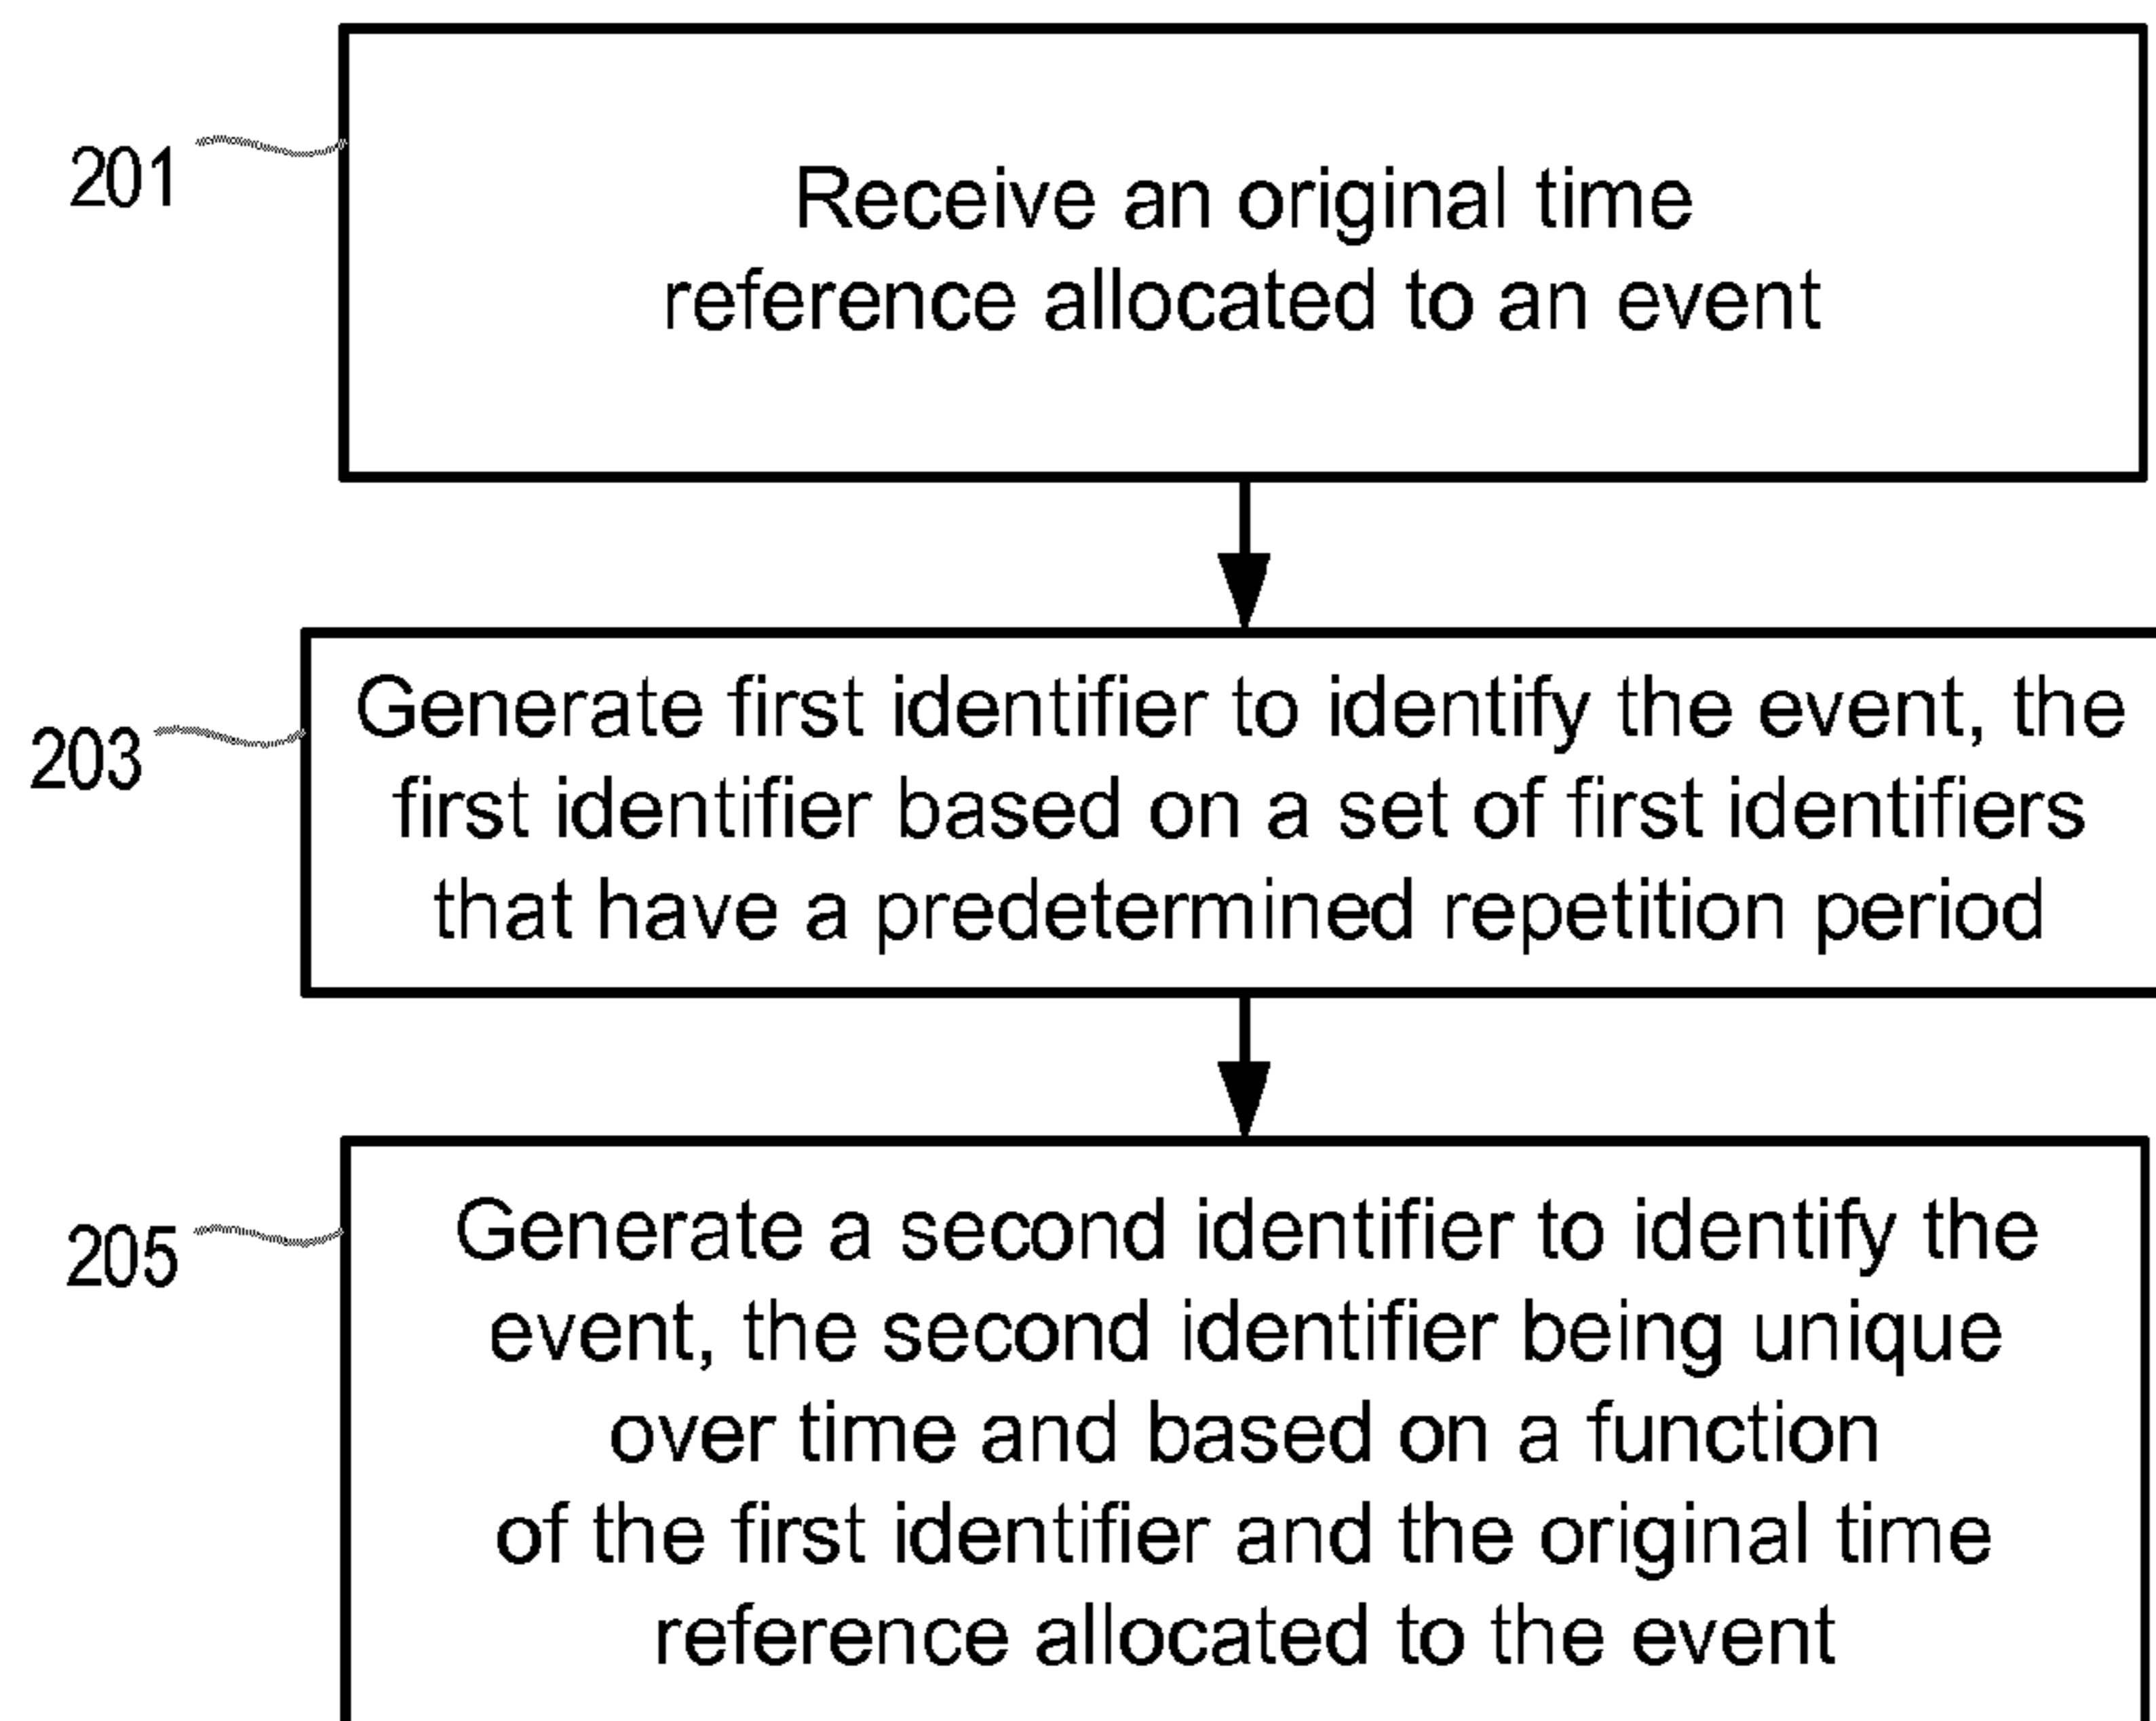 201
Receive an original time
reference allocated to an event
203
Generate first identifier to identify the event, the
first identifier based on a set of first identifiers
that have a predetermined repetition period
205
Generate a second identifier to identify the
event, the second identifier being unique
over time and based on a function
of the first identifier and the original time
reference allocated to the event